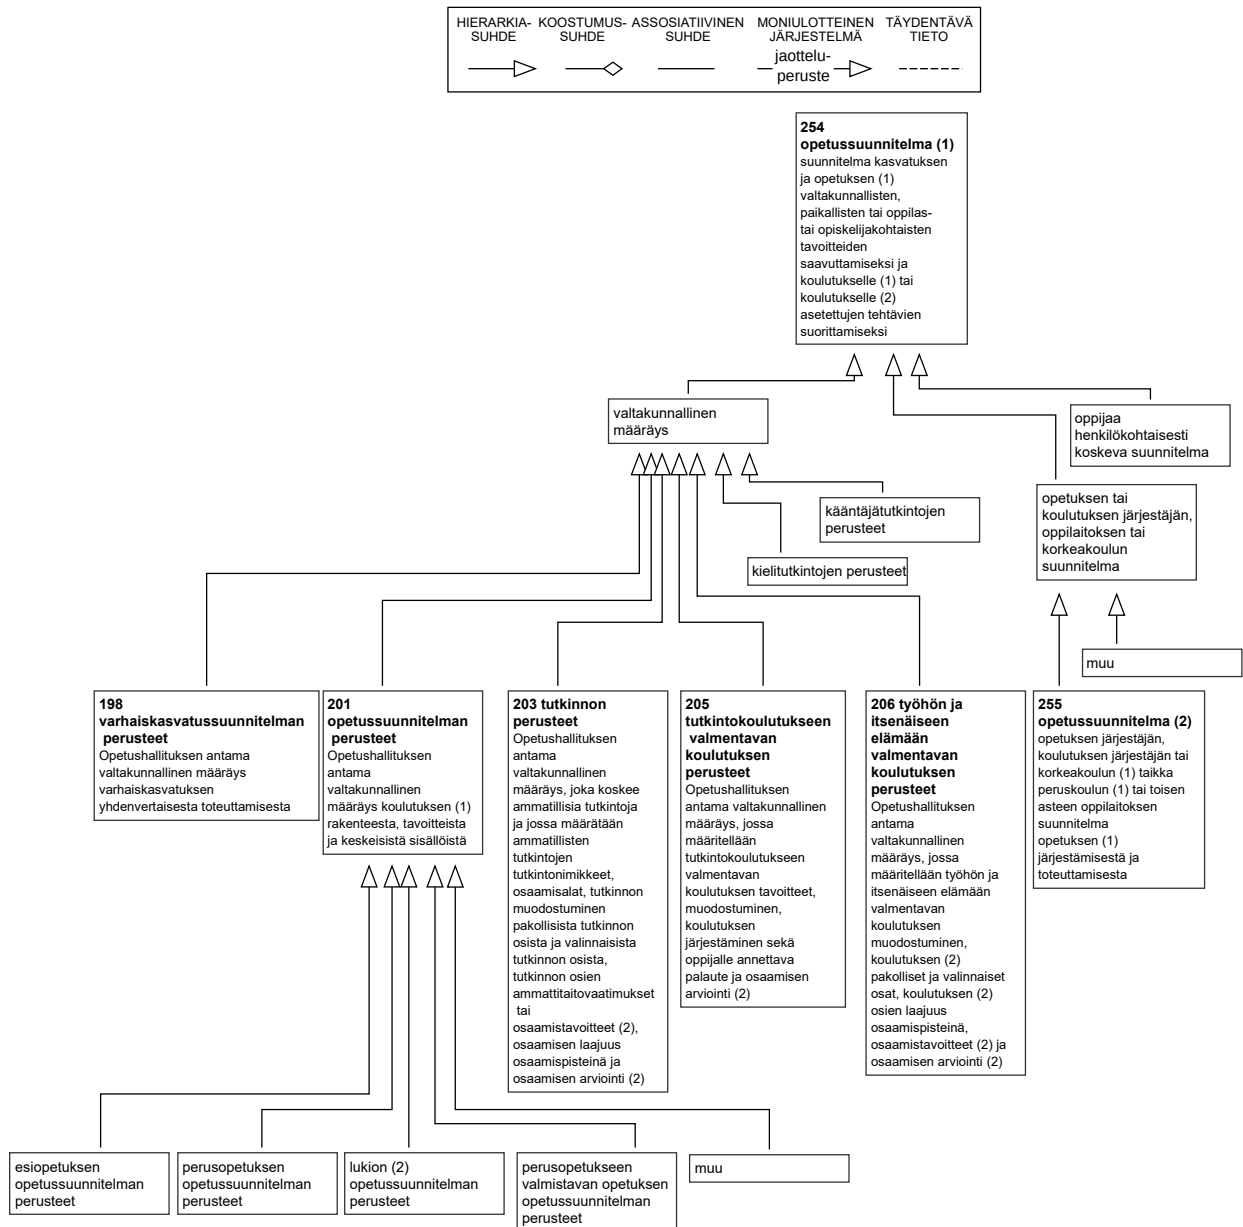 HIERARKIA-
SUHDE
KOOSTUMUS-
SUHDE
ASSOSIATIIVINEN
SUHDE
MONIULOTTEINEN
JÄRJESTELMÄ
jaottelu-
peruste
TÄYDENTÄVÄ
TIETO
254
opetussuunnitelma (1)
suunnitelma kasvatuksen
ja opetuksen (1)
valtakunnallisten,
paikallisten tai oppilas-
tai opiskelijakohtaisten
tavoitteiden
saavuttamiseksi ja
koulutukselle (1) tai
koulutukselle (2)
asetettujen tehtävien
suorittamiseksi
valtakunnallinen
määräys
oppijaa
henkilökohtaisesti
koskeva suunnitelma
kääntäjätutkintojen
perusteet
opetuksen tai
koulutuksen järjestäjän,
oppilaitoksen tai
korkeakoulun
suunnitelma
kielitutkintojen perusteet
muu
198
varhaiskasvatussuunnitelman
perusteet
Opetushallituksen antama
valtakunnallinen määräys
varhaiskasvatuksen
yhdenvertaisesta toteuttamisesta
201
opetussuunnitelman
perusteet
Opetushallituksen
antama
valtakunnallinen
määräys koulutuksen (1)
rakenteesta, tavoitteista
ja keskeisistä sisällöistä
203 tutkinnon
perusteet
Opetushallituksen
antama
valtakunnallinen
määräys, joka koskee
ammatillisia tutkintoja
ja jossa määrätään
ammatillisten
tutkintojen
tutkintonimikkeet,
osaamisalat, tutkinnon
muodostuminen
pakollisista tutkinnon
osista ja valinnaisista
tutkinnon osista,
tutkinnon osien
ammattitaitovaatimukset
tai
osaamistavoitteet (2),
osaamisen laajuus
osaamispisteinä ja
osaamisen arviointi (2)
205
tutkintokoulutukseen
valmentavan
koulutuksen
perusteet
Opetushallituksen
antama valtakunnallinen
määräys, jossa
määritellään
tutkintokoulutukseen
valmentavan
koulutuksen tavoitteet,
muodostuminen,
koulutuksen
järjestäminen sekä
oppijalle annettava
palaute ja osaamisen
arviointi (2)
206 työhön ja
itsenäiseen
elämään
valmentavan
koulutuksen
perusteet
Opetushallituksen
antama
valtakunnallinen
määräys, jossa
määritellään työhön ja
itsenäiseen elämään
valmentavan
koulutuksen
muodostuminen,
koulutuksen (2)
pakolliset ja valinnaiset
osat, koulutuksen (2)
osien laajuus
osaamispisteinä,
osaamistavoitteet (2) ja
osaamisen arviointi (2)
255
opetussuunnitelma (2)
opetuksen järjestäjän,
koulutuksen järjestäjän tai
korkeakoulun (1) taikka
peruskoulun (1) tai toisen
asteen oppilaitoksen
suunnitelma
opetuksen (1)
järjestämisestä ja
toteuttamisesta
esiopetuksen
opetussuunnitelman
perusteet
perusopetuksen
opetussuunnitelman
perusteet
lukion (2)
opetussuunnitelman
perusteet
perusopetukseen
valmistavan opetuksen
opetussuunnitelman
perusteet
muu